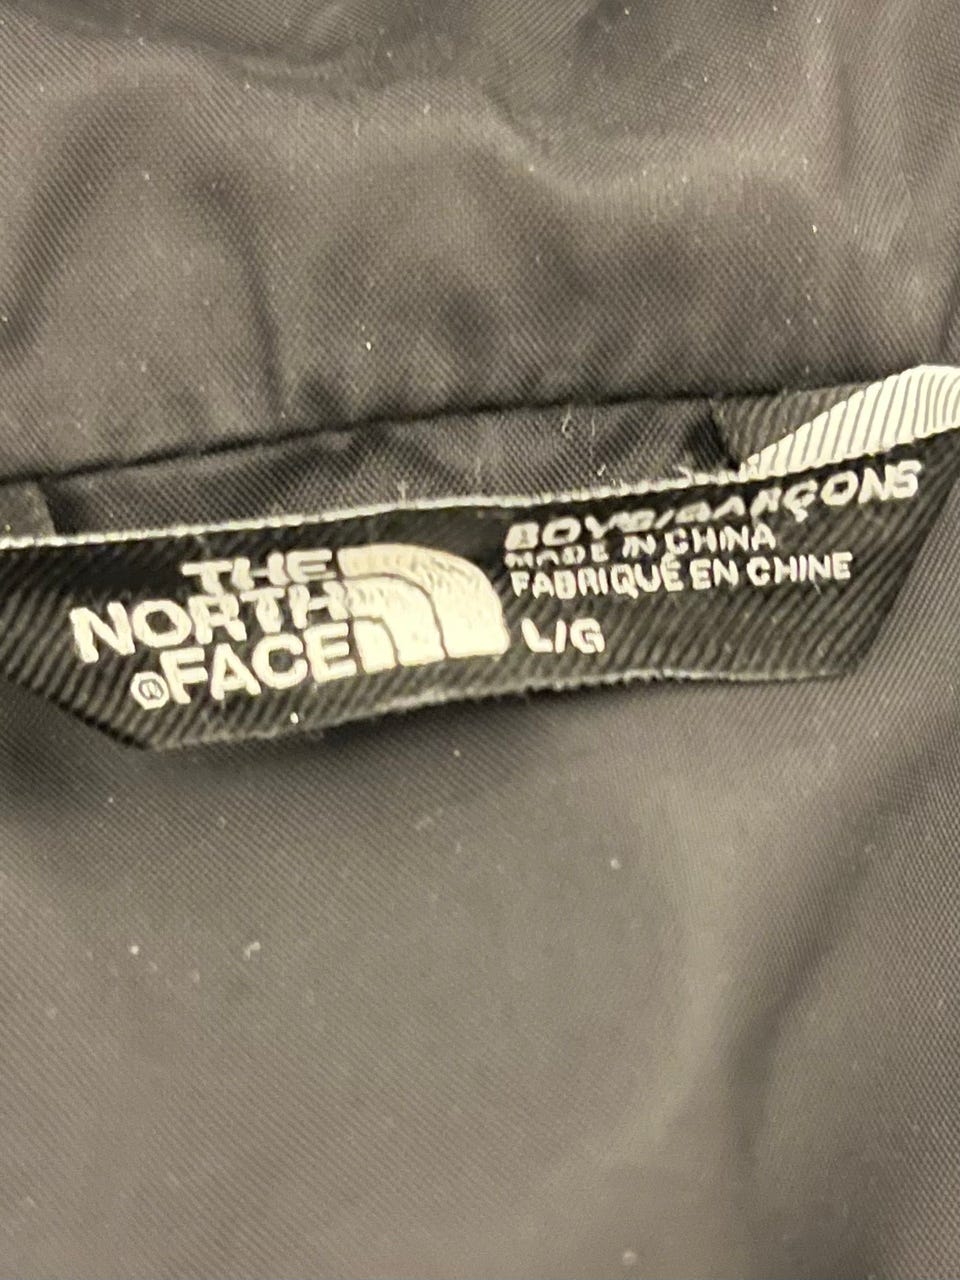 THE
NORTH
®FACE
BOYS/GARÇONS
MADE IN CHINA
FABRIQUÉ EN CHINE
L/G